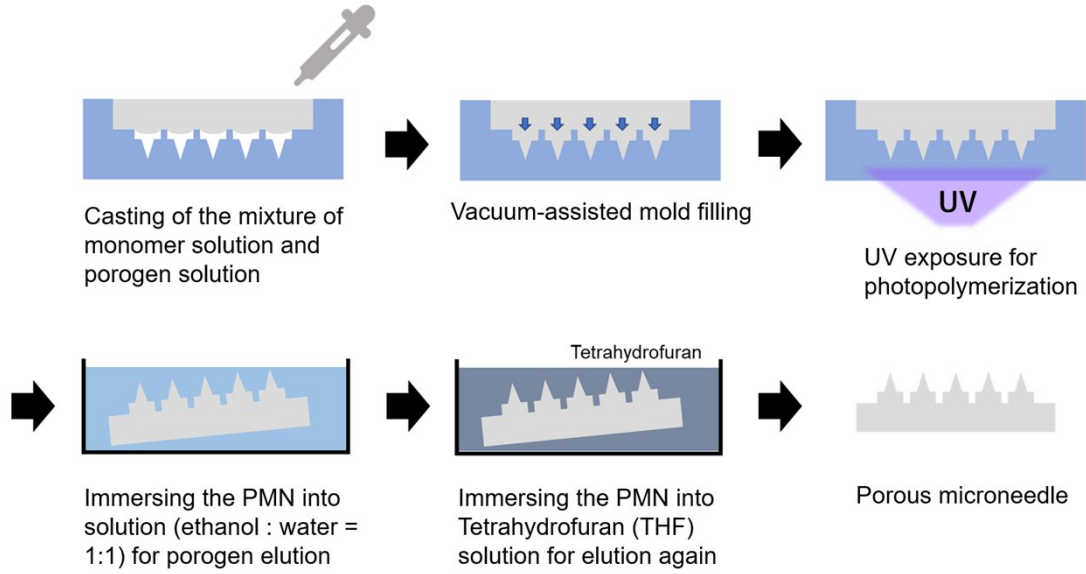 Casting of the mixture of
monomer solution and
porogen solution
Vacuum-assisted mold filling
UV
UV exposure for
photopolymerization
Immersing the PMN into
solution (ethanol : water =
1:1) for porogen elution
Tetrahydrofuran
Immersing the PMN into
Tetrahydrofuran (THF)
solution for elution again
Porous microneedle